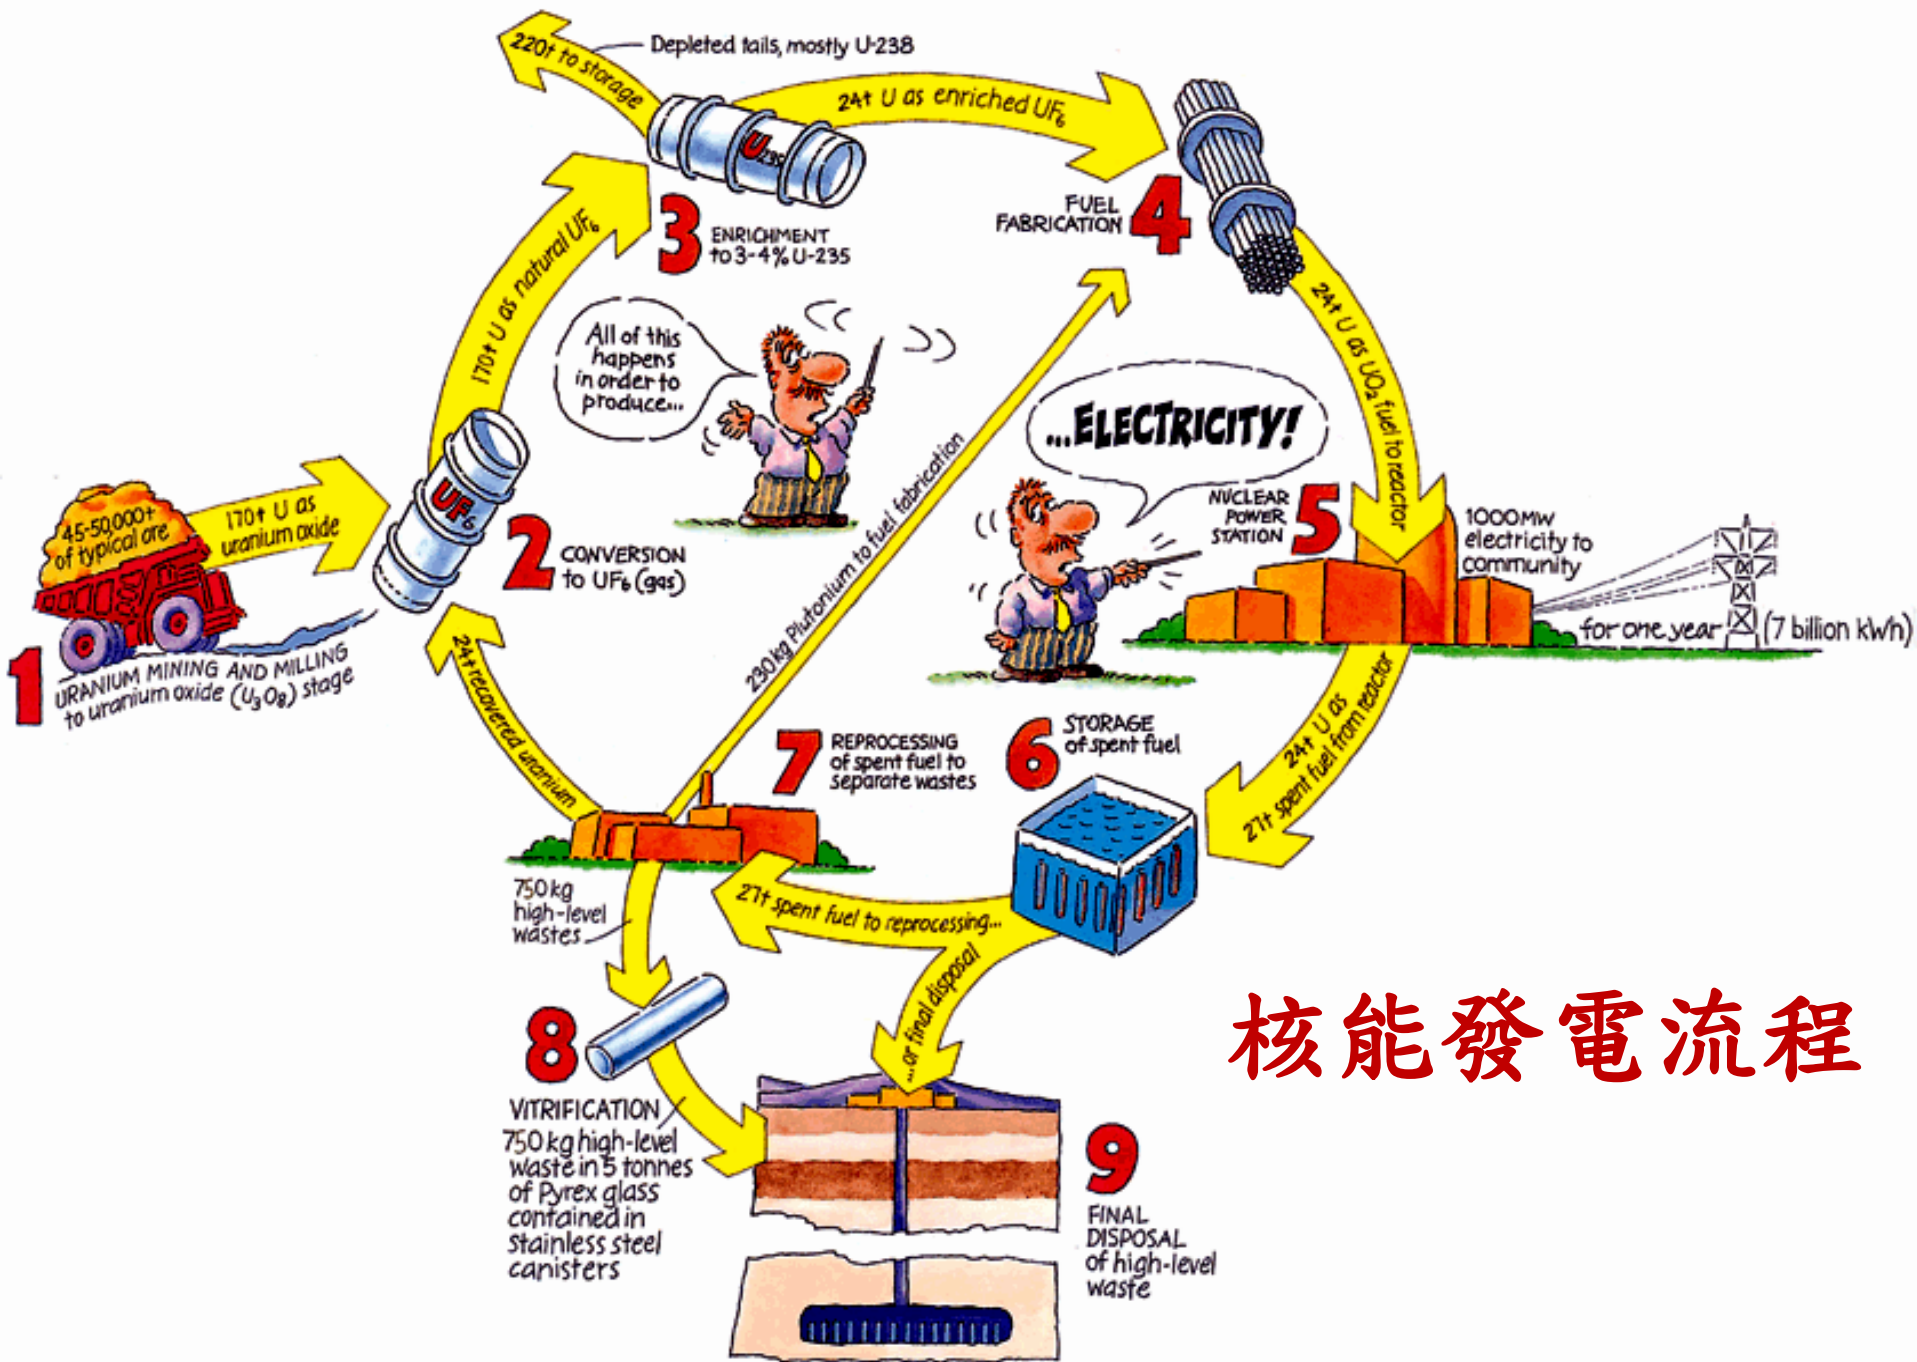 220t to storage
Depleted tails, mostly U-238
24t U as enriched UF₆
3
ENRICHMENT
to 3-4% U-235
4
FUEL
FABRICATION
170t U as natural UF₆
All of this
happens
in order to
produce...
...ELECTRICITY!
24t U as UO₂ fuel to reactor
45-50,000t
of typical ore
170t U as
uranium oxide
UF₆
2
CONVERSION
to UF₆ (gas)
1
URANIUM MINING AND MILLING
to uranium oxide (U₃O₈) stage
230 kg Plutonium to fuel fabrication
NUCLEAR
POWER
STATION
5
1000MW
electricity to
community
for one year (7 billion kWh)
24t recovered uranium
7
REPROCESSING
of spent fuel to
separate wastes
6
STORAGE
of spent fuel
24t U as
27t spent fuel from reactor
750 kg
high-level
wastes
27t spent fuel to reprocessing...
...or final disposal
8
VITRIFICATION
750 kg high-level
waste in 5 tonnes
of Pyrex glass
contained in
stainless steel
canisters
9
FINAL
DISPOSAL
of high-level
waste
核能發電流程